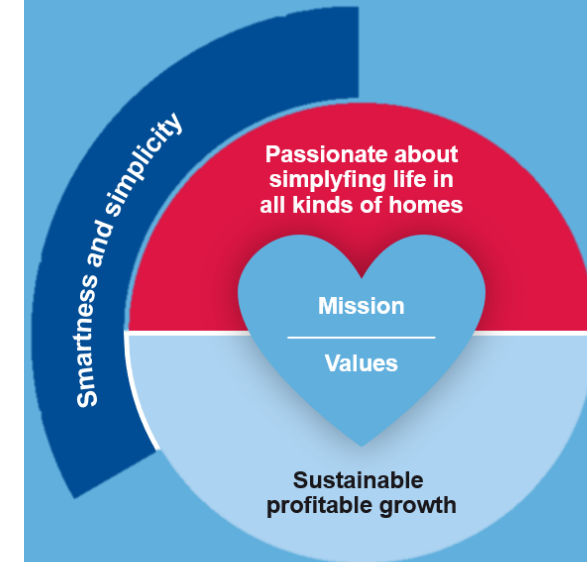 Smartness and simplicity
Passionate about
simplyfing life in
all kinds of homes
Mission
Values
Sustainable
profitable growth